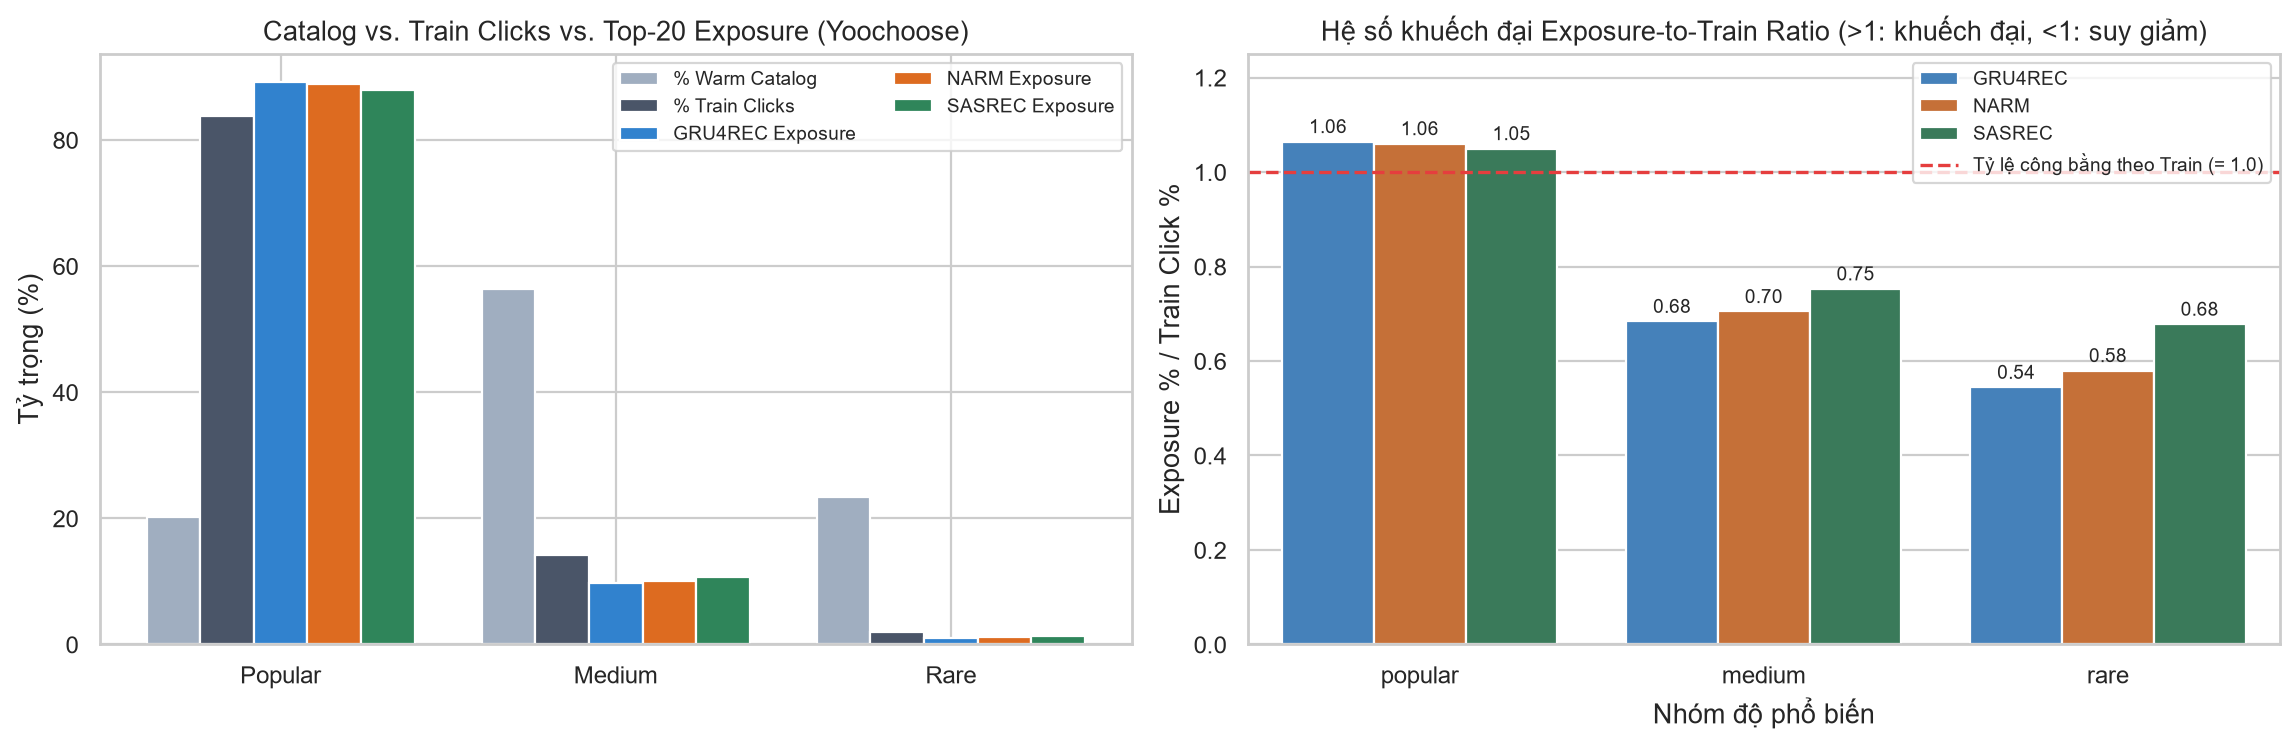 Catalog vs. Train Clicks vs. Top-20 Exposure (Yoochoose)
% Warm Catalog
% Train Clicks
GRU4REC Exposure
NARM Exposure
SASREC Exposure
Tỷ trọng (%)
80
60
40
20
0
Popular
Medium
Rare
Hệ số khuếch đại Exposure-to-Train Ratio (>1: khuếch đại, <1: suy giảm)
GRU4REC
NARM
SASREC
Tỷ lệ công bằng theo Train (= 1.0)
Exposure % / Train Click %
1.2
1.0
0.8
0.6
0.4
0.2
0.0
1.06
1.06
1.05
0.68
0.70
0.75
0.54
0.58
0.68
popular
medium
rare
Nhóm độ phổ biến